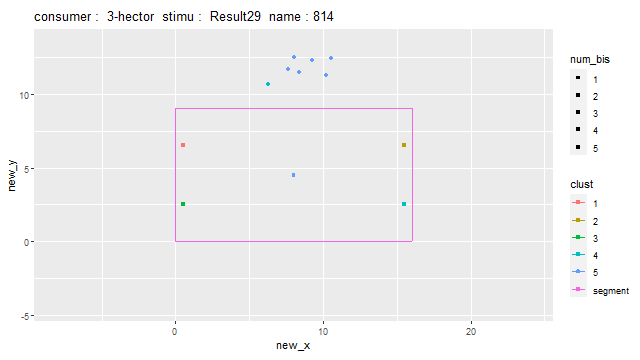 consumer :  3-hector  stimu :  Result29  name : 814
new_y
10
5
0
-5
0
10
20
new_x
num_bis
1
2
3
4
5
clust
1
2
3
4
5
segment